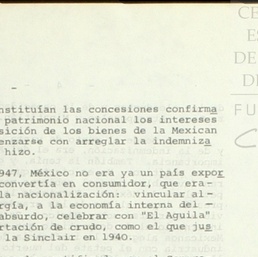 nstituían las concesiones confirma
patrimonio nacional los intereses
sición de los bienes de la Mexican
enzarse con arreglar la indemniza
hizo.
947, México no era ya un país expor
convertía en consumidor, que era-
la nacionalización: vincular al-
rgía, a la economía interna del -
absurdo, celebrar con "El Aguila"
rtación de crudo, como el que jus
la Sinclair en 1940.
CE
ES
DE
D
FU
C